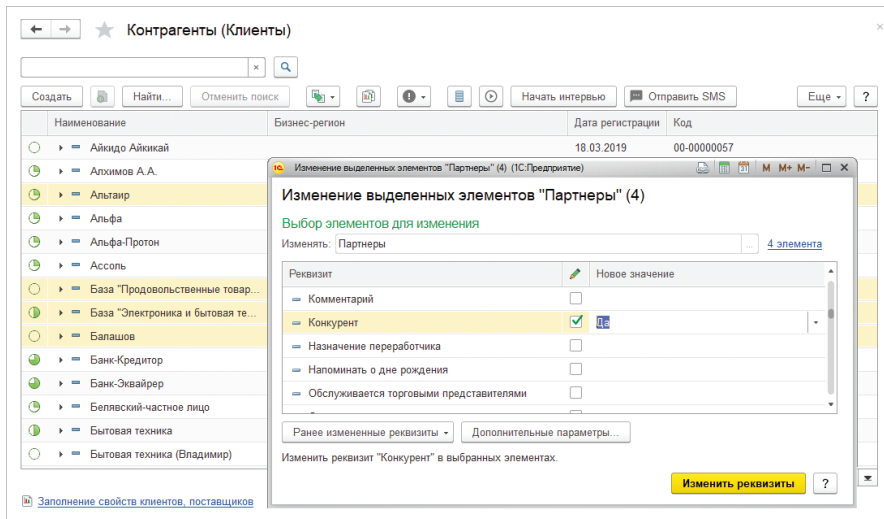 Контрагенты (Клиенты)
Создать Найти... Отменить поиск Начать интервью Отправить SMS Еще ?
Наименование Бизнес-регион Дата регистрации Код
Айкидо Айкикай 18.03.2019 00-00000057
Алхимов А.А.
Альтаир
Альфа
Альфа-Протон
Ассоль
База "Продовольственные товар...
База "Электроника и бытовая те...
Балашов
Банк-Кредитор
Банк-Эквайрер
Белявский-частное лицо
Бытовая техника
Бытовая техника (Владимир)
Заполнение свойств клиентов, поставщиков
Изменение выделенных элементов "Партнеры" (4) (1С:Предприятие) M M+ M-
Изменение выделенных элементов "Партнеры" (4)
Выбор элементов для изменения
Изменять: Партнеры ... 4 элемента
Реквизит Новое значение
Комментарий
Конкурент Да
Назначение переработчика
Напоминать о дне рождения
Обслуживается торговыми представителями
Ранее измененные реквизиты Дополнительные параметры...
Изменить реквизит "Конкурент" в выбранных элементах.
Изменить реквизиты ?